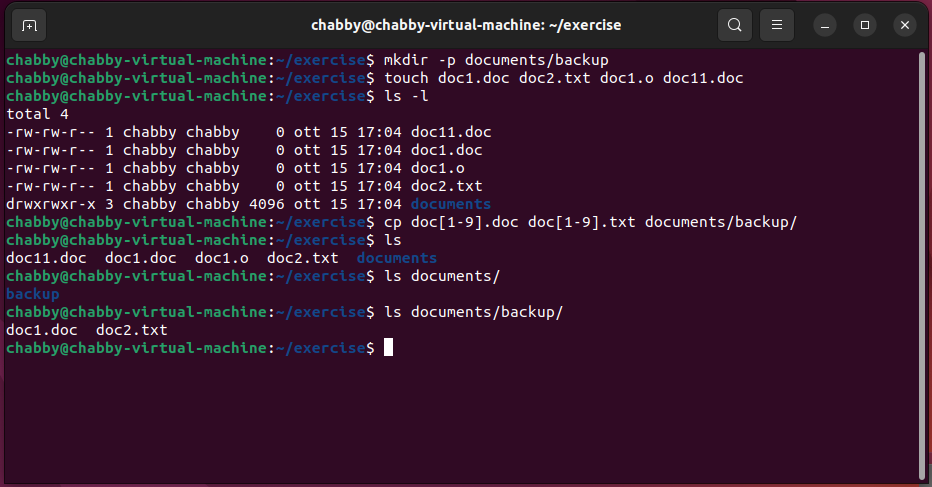 chabby@chabby-virtual-machine: ~/exercise
chabby@chabby-virtual-machine:~/exercise$ mkdir -p documents/backup
chabby@chabby-virtual-machine:~/exercise$ touch doc1.doc doc2.txt doc1.o doc11.doc
chabby@chabby-virtual-machine:~/exercise$ ls -l
total 4
-rw-rw-r-- 1 chabby chabby    0 ott 15 17:04 doc11.doc
-rw-rw-r-- 1 chabby chabby    0 ott 15 17:04 doc1.doc
-rw-rw-r-- 1 chabby chabby    0 ott 15 17:04 doc1.o
-rw-rw-r-- 1 chabby chabby    0 ott 15 17:04 doc2.txt
drwxrwxr-x 3 chabby chabby 4096 ott 15 17:04 documents
chabby@chabby-virtual-machine:~/exercise$ cp doc[1-9].doc doc[1-9].txt documents/backup/
chabby@chabby-virtual-machine:~/exercise$ ls
doc11.doc  doc1.doc  doc1.o  doc2.txt  documents
chabby@chabby-virtual-machine:~/exercise$ ls documents/
backup
chabby@chabby-virtual-machine:~/exercise$ ls documents/backup/
doc1.doc  doc2.txt
chabby@chabby-virtual-machine:~/exercise$